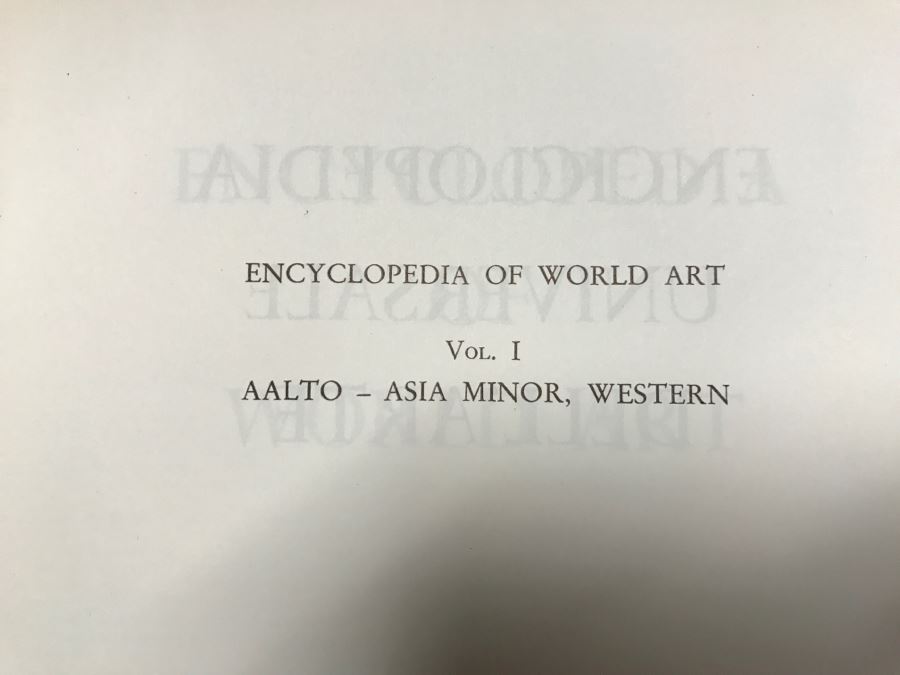 ENCYCLOPEDIA OF WORLD ART
VOL. I
AALTO – ASIA MINOR, WESTERN